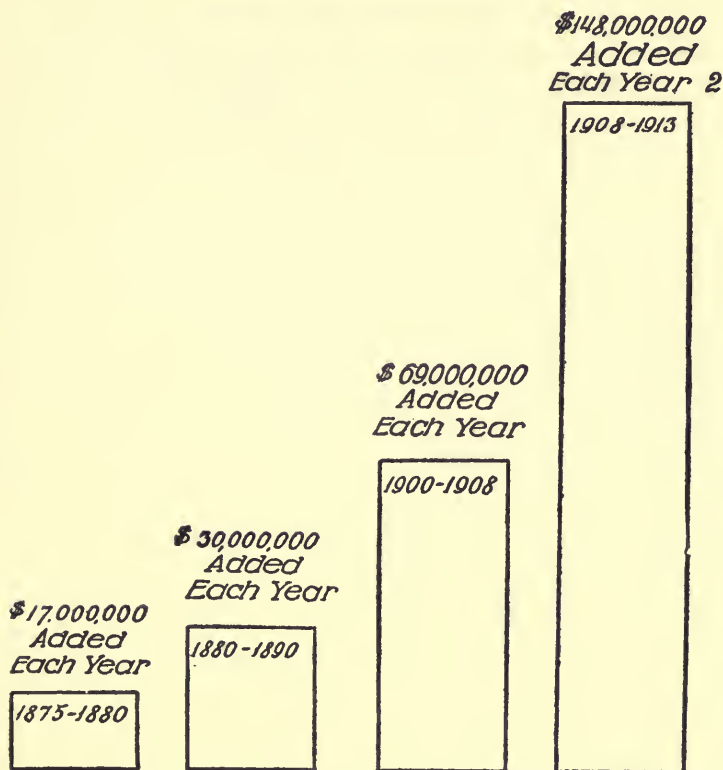 $17.000,000
Added
Each Year
1875-1880
$ 30,000,000
Added
Each Year
1880-1890
$ 69,000,000
Added
Each Year
1900-1908
$148,000,000
Added
Each Year 2
1908-1913